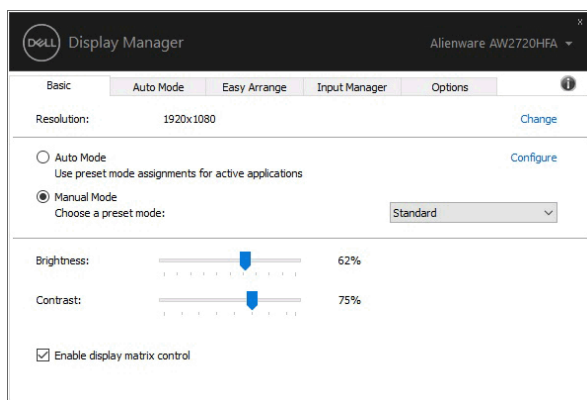 x
DELL Display Manager Alienware AW2720HFA
Basic Auto Mode Easy Arrange Input Manager Options i
Resolution: 1920x1080 Change
Auto Mode Configure
Use preset mode assignments for active applications
Manual Mode
Choose a preset mode: Standard
Brightness: 62%
Contrast: 75%
Enable display matrix control